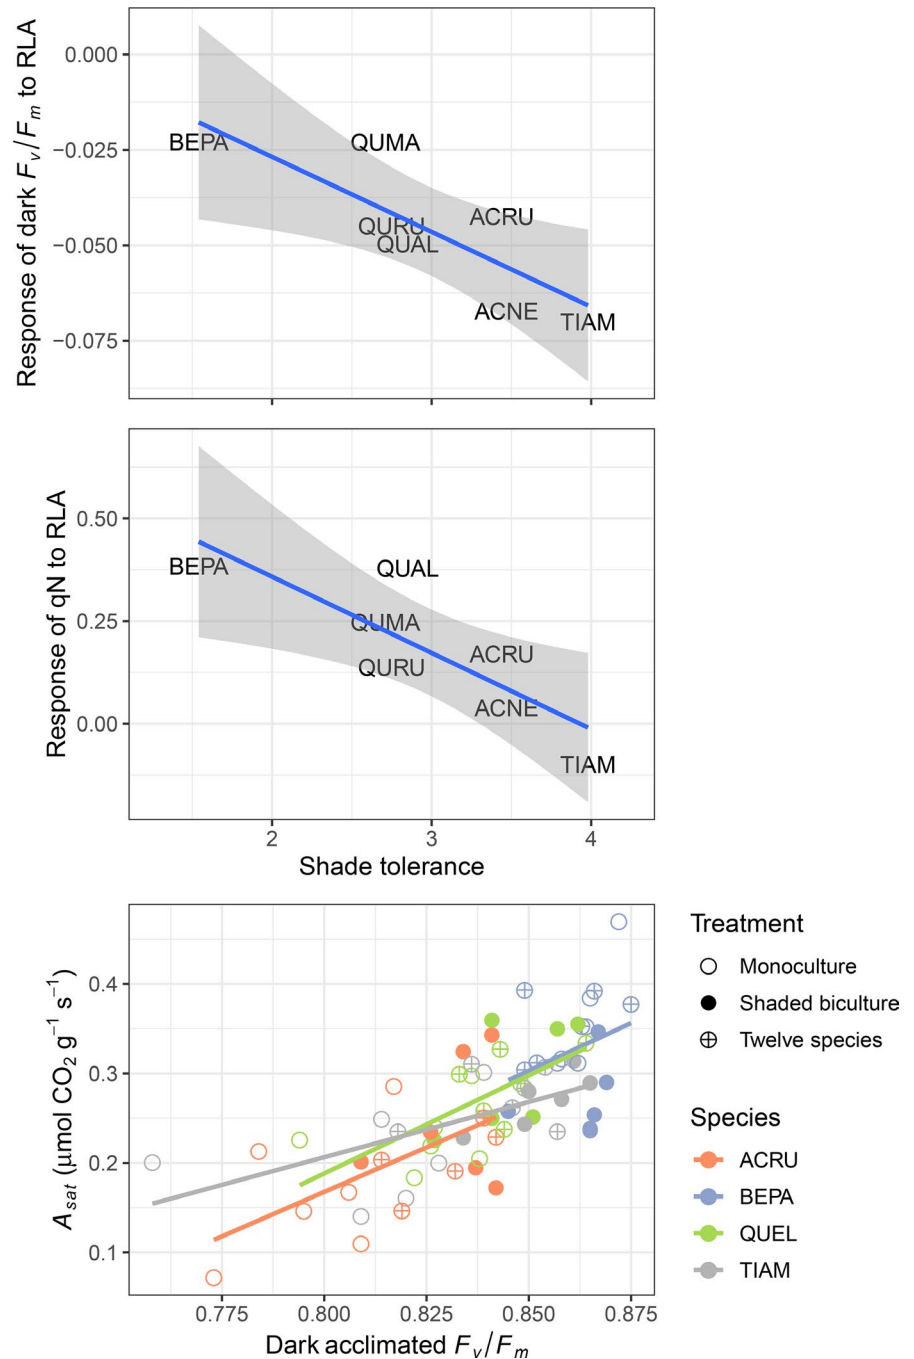 Response of dark Fv/Fm to RLA
0.000
−0.025
−0.050
−0.075
BEPA
QUMA
QURU
QUAL
ACRU
ACNE
TIAM
Response of qN to RLA
0.50
0.25
0.00
BEPA
QUAL
QUMA
QURU
ACRU
ACNE
TIAM
2 3 4
Shade tolerance
Asat (μmol CO2 g−1 s−1)
0.4
0.3
0.2
0.1
0.775 0.800 0.825 0.850 0.875
Dark acclimated Fv/Fm
Treatment
Monoculture
Shaded biculture
Twelve species
Species
ACRU
BEPA
QUEL
TIAM